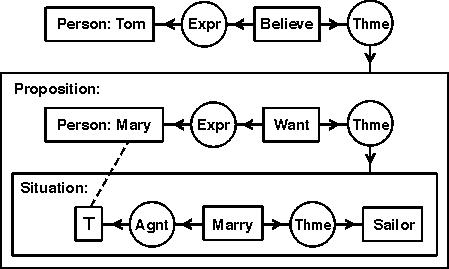 Person: Tom Expr Believe Thme
Proposition:
Person: Mary Expr Want Thme
Situation:
T Agnt Marry Thme Sailor